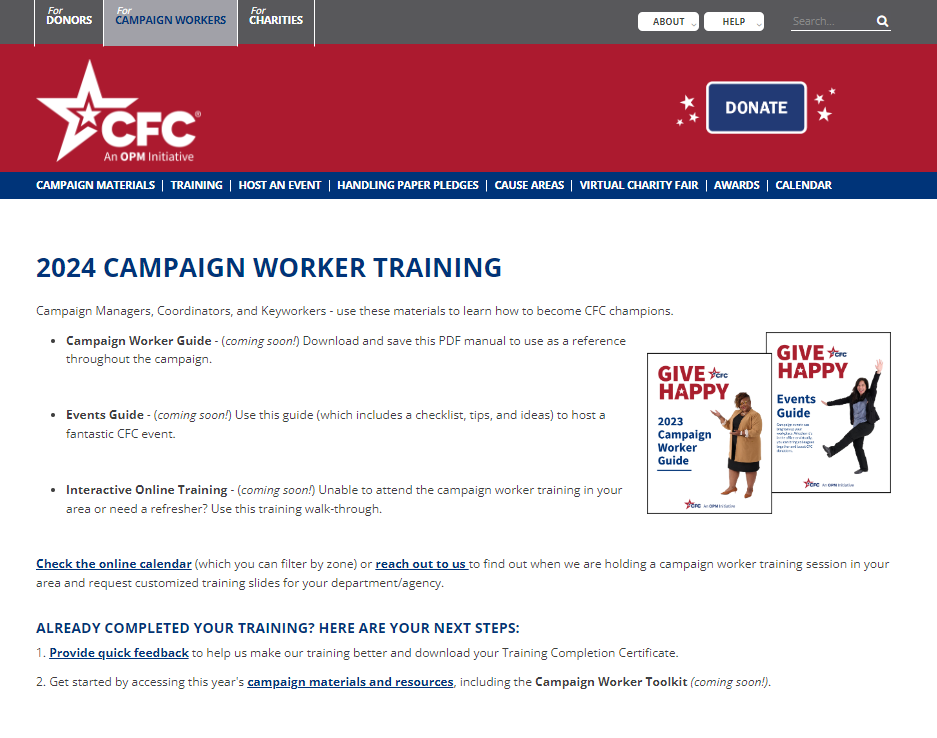 For
DONORS
For
CAMPAIGN WORKERS
For
CHARITIES
ABOUT
HELP
Search...
CFC®
An OPM Initiative
DONATE
CAMPAIGN MATERIALS | TRAINING | HOST AN EVENT | HANDLING PAPER PLEDGES | CAUSE AREAS | VIRTUAL CHARITY FAIR | AWARDS | CALENDAR
2024 CAMPAIGN WORKER TRAINING
Campaign Managers, Coordinators, and Keyworkers - use these materials to learn how to become CFC champions.
• Campaign Worker Guide - (coming soon!) Download and save this PDF manual to use as a reference
throughout the campaign.
• Events Guide - (coming soon!) Use this guide (which includes a checklist, tips, and ideas) to host a
fantastic CFC event.
• Interactive Online Training - (coming soon!) Unable to attend the campaign worker training in your
area or need a refresher? Use this training walk-through.
GIVE CFC
HAPPY
2023
Campaign
Worker
Guide
CFC An OPM Initiative
GIVE CFC
HAPPY
Events
Guide
CFC An OPM Initiative
Check the online calendar (which you can filter by zone) or reach out to us to find out when we are holding a campaign worker training session in your
area and request customized training slides for your department/agency.
ALREADY COMPLETED YOUR TRAINING? HERE ARE YOUR NEXT STEPS:
1. Provide quick feedback to help us make our training better and download your Training Completion Certificate.
2. Get started by accessing this year's campaign materials and resources, including the Campaign Worker Toolkit (coming soon!).